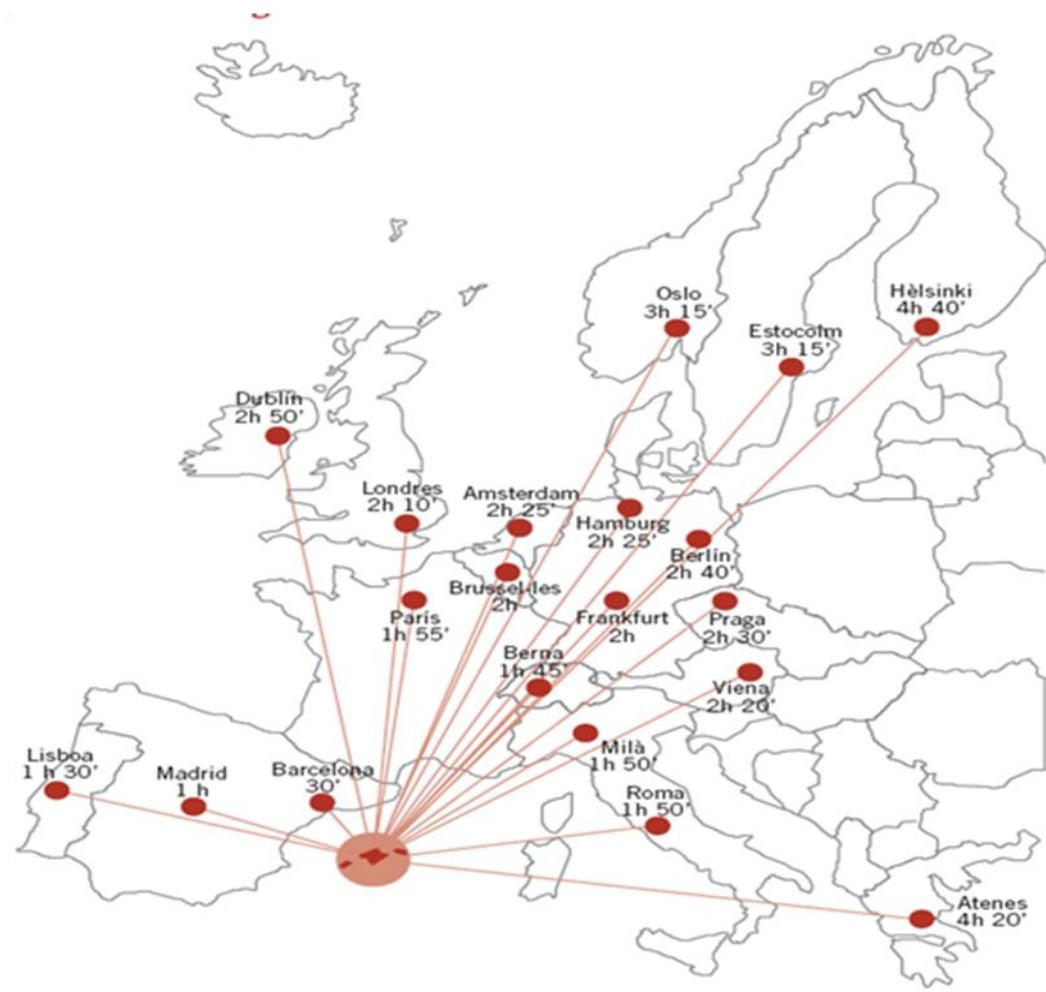 Oslo
3h 15'
Hèlsinki
4h 40'
Estocolm
3h 15'
Dublín
2h 50'
Londres
2h 10'
Amsterdam
2h 25'
Hamburg
2h 25'
Berlín
2h 40'
Brussel·les
2h
París
1h 55'
Frankfurt
2h
Praga
2h 30'
Berna
1h 45'
Viena
2h 20'
Milà
1h 50'
Lisboa
1 h 30'
Madrid
1 h
Barcelona
30'
Roma
1h 50'
Atenes
4h 20'